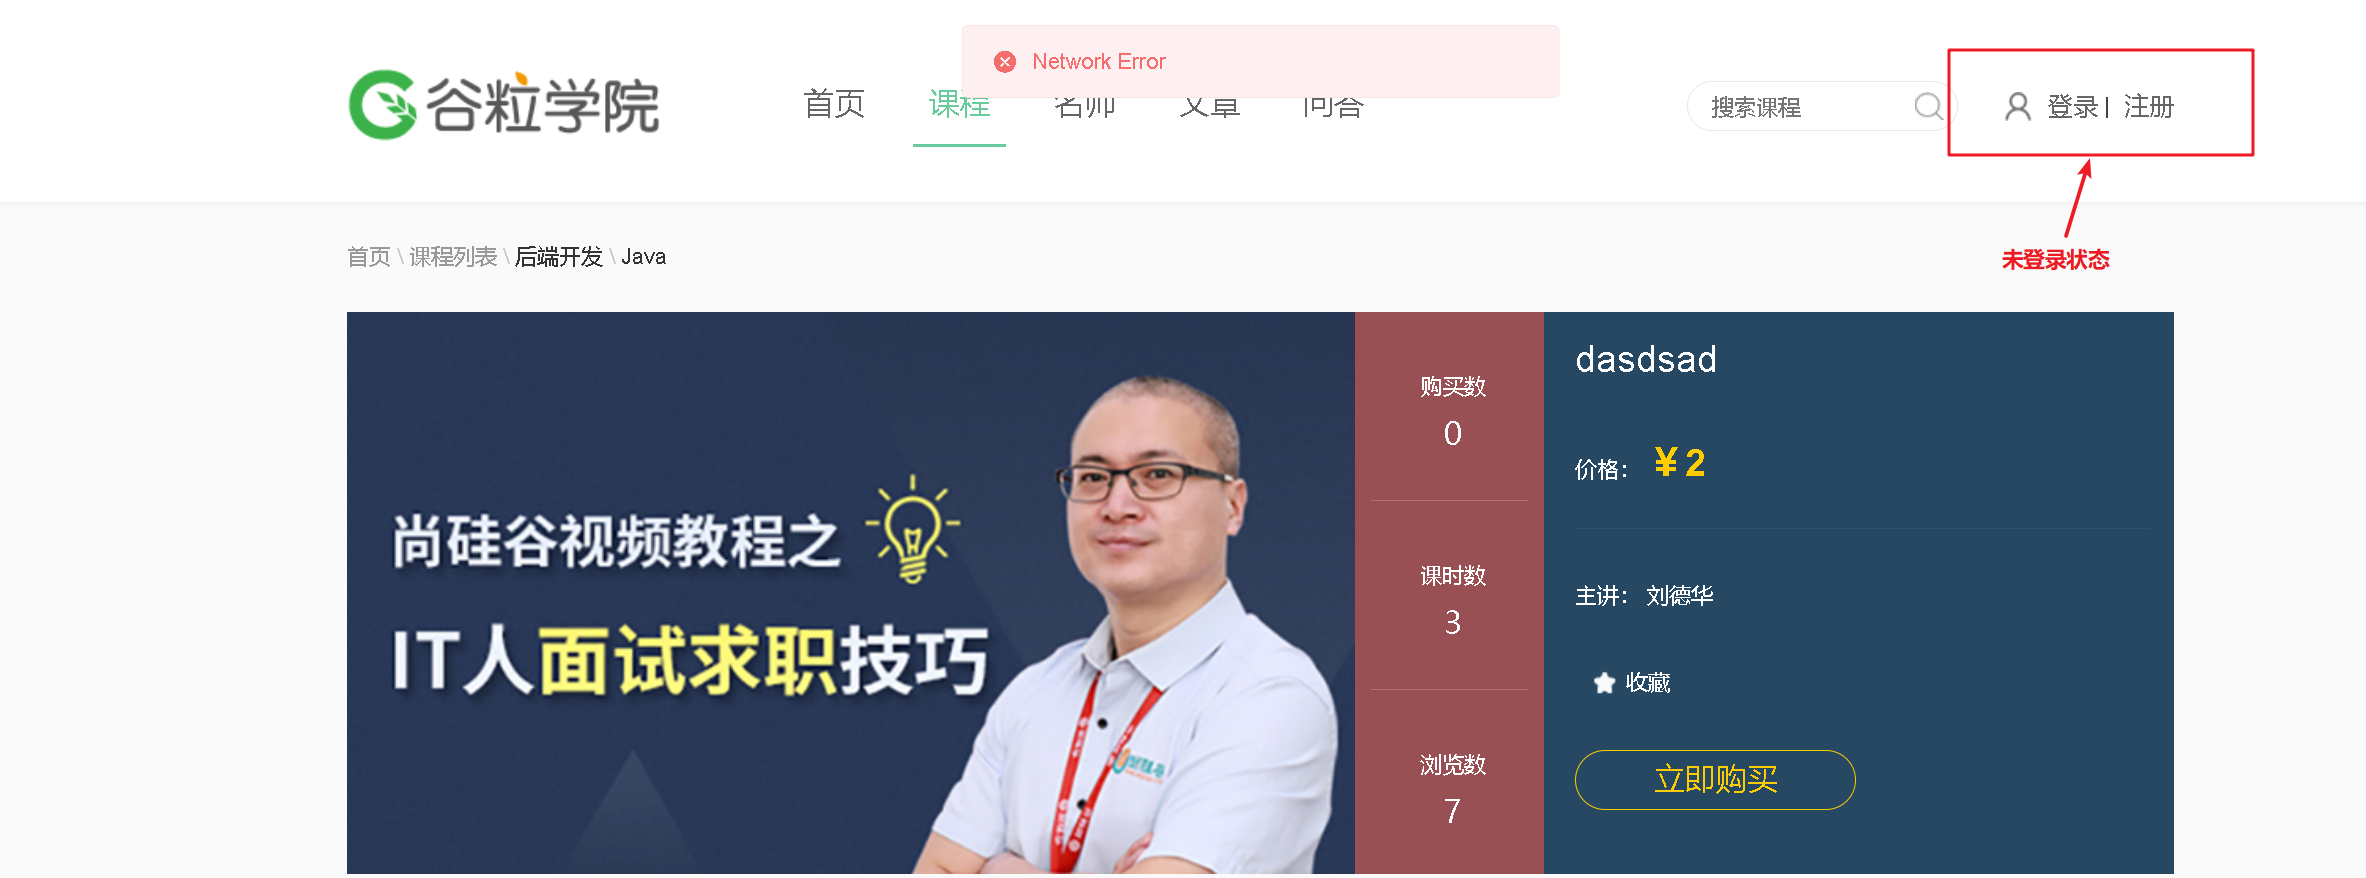 Network Error
谷粒学院
首页 课程 名师 文章 问答
搜索课程
登录 | 注册
未登录状态
首页 \ 课程列表 \ 后端开发 \ Java
尚硅谷视频教程之
IT人面试求职技巧
购买数
0
课时数
3
浏览数
7
dasdsad
价格： ￥2
主讲： 刘德华
收藏
立即购买